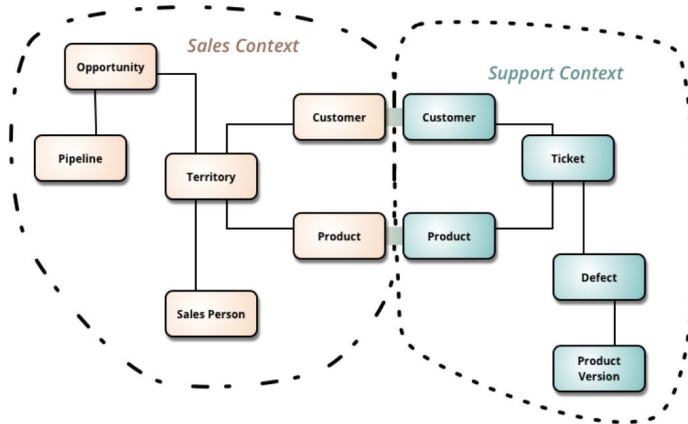 Sales Context
Support Context
Opportunity
Pipeline
Territory
Customer
Customer
Ticket
Product
Product
Sales Person
Defect
Product
Version